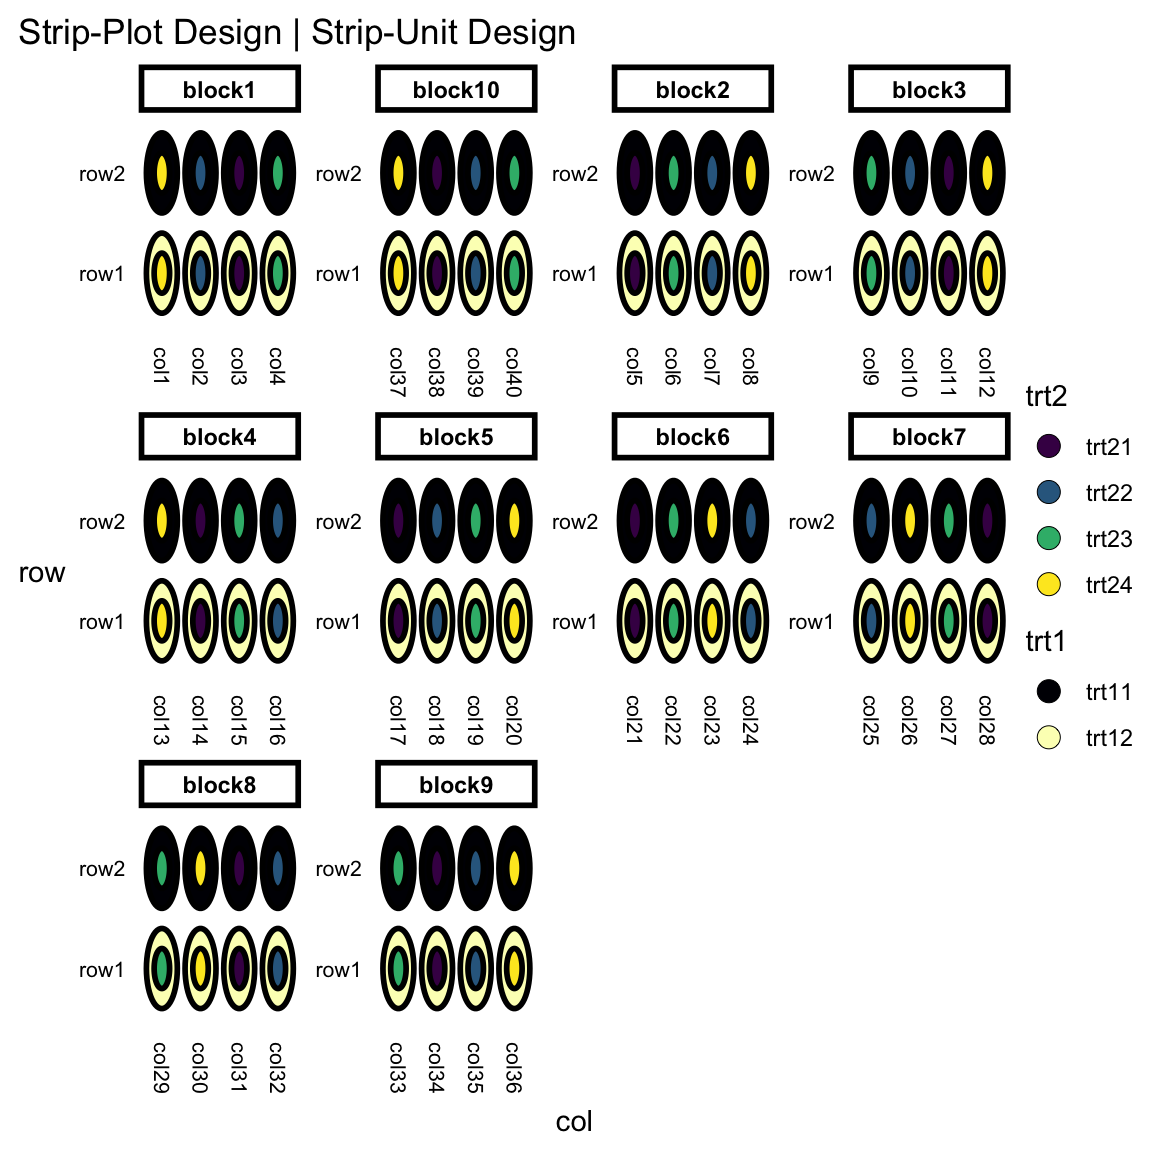 Strip-Plot Design | Strip-Unit Design
block1 block10 block2 block3
row2 row2 row2 row2
row1 row1 row1 row1
col1 col2 col3 col4 col37 col38 col39 col40 col5 col6 col7 col8 col9 col10 col11 col12
block4 block5 block6 block7
row2 row2 row2 row2
row1 row1 row1 row1
col13 col14 col15 col16 col17 col18 col19 col20 col21 col22 col23 col24 col25 col26 col27 col28
block8 block9
row2 row2
row1 row1
col29 col30 col31 col32 col33 col34 col35 col36
row
col
trt2
trt21
trt22
trt23
trt24
trt1
trt11
trt12